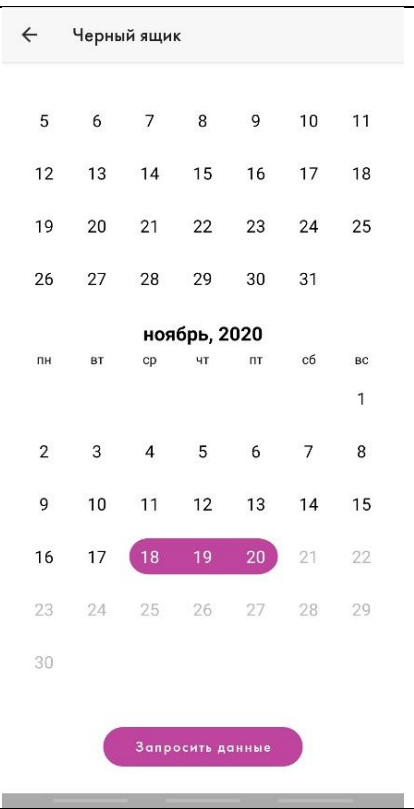 Черный ящик
5 6 7 8 9 10 11
12 13 14 15 16 17 18
19 20 21 22 23 24 25
26 27 28 29 30 31
ноябрь, 2020
пн вт ср чт пт сб вс
1
2 3 4 5 6 7 8
9 10 11 12 13 14 15
16 17 18 19 20 21 22
23 24 25 26 27 28 29
30
Запросить данные